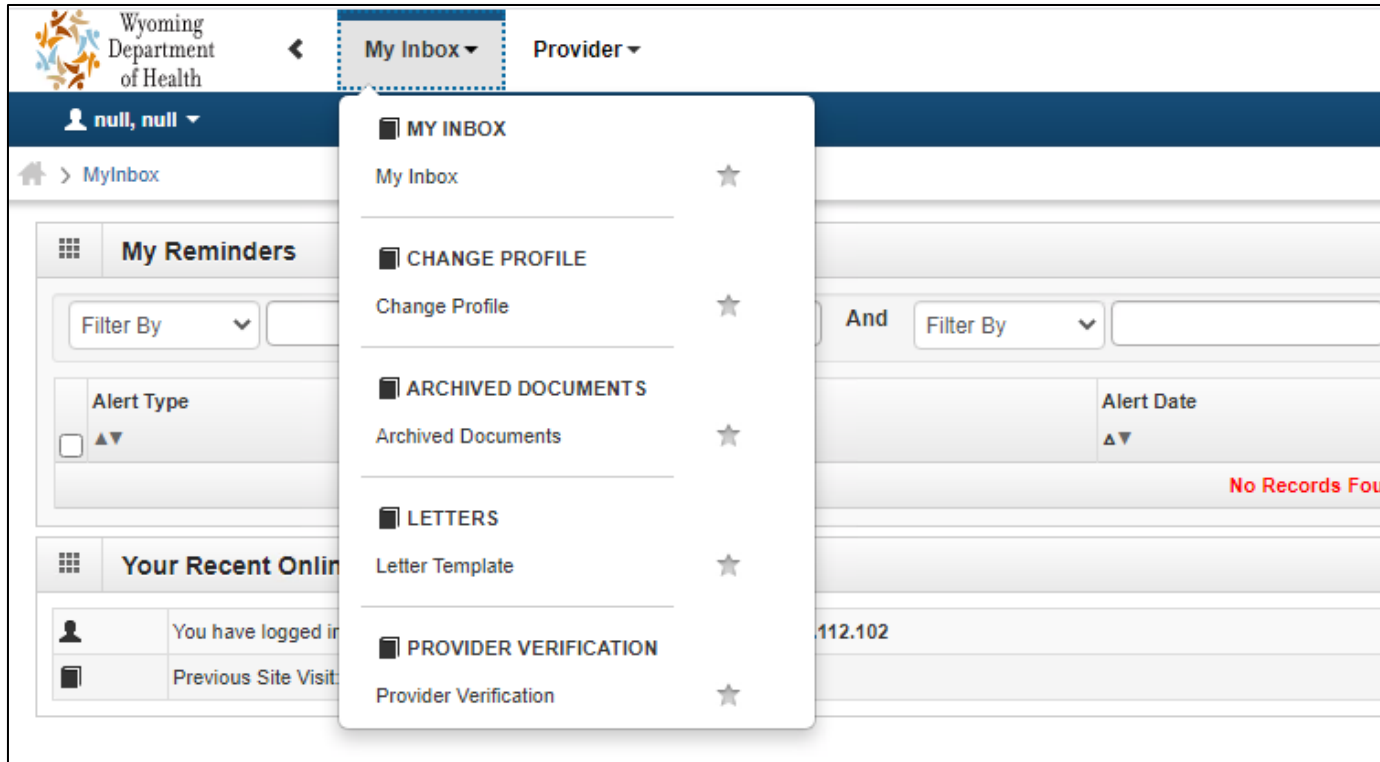 Wyoming
Department
of Health
My Inbox
Provider
null, null
MyInbox
MY INBOX
My Inbox
CHANGE PROFILE
Change Profile
ARCHIVED DOCUMENTS
Archived Documents
LETTERS
Letter Template
PROVIDER VERIFICATION
Provider Verification
My Reminders
Filter By
And
Filter By
Alert Type
Alert Date
No Records Fou
Your Recent Onlin
You have logged in
.112.102
Previous Site Visit: